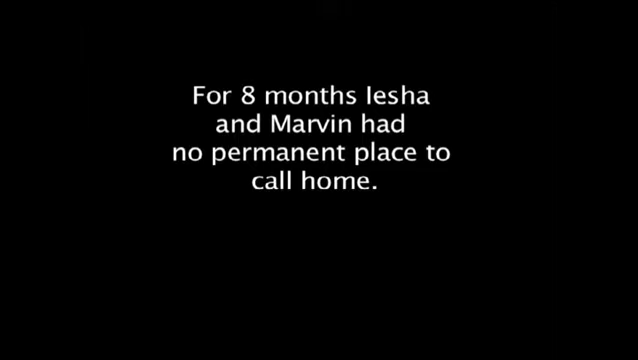 For 8 months Iesha
and Marvin had
no permanent place to
call home.